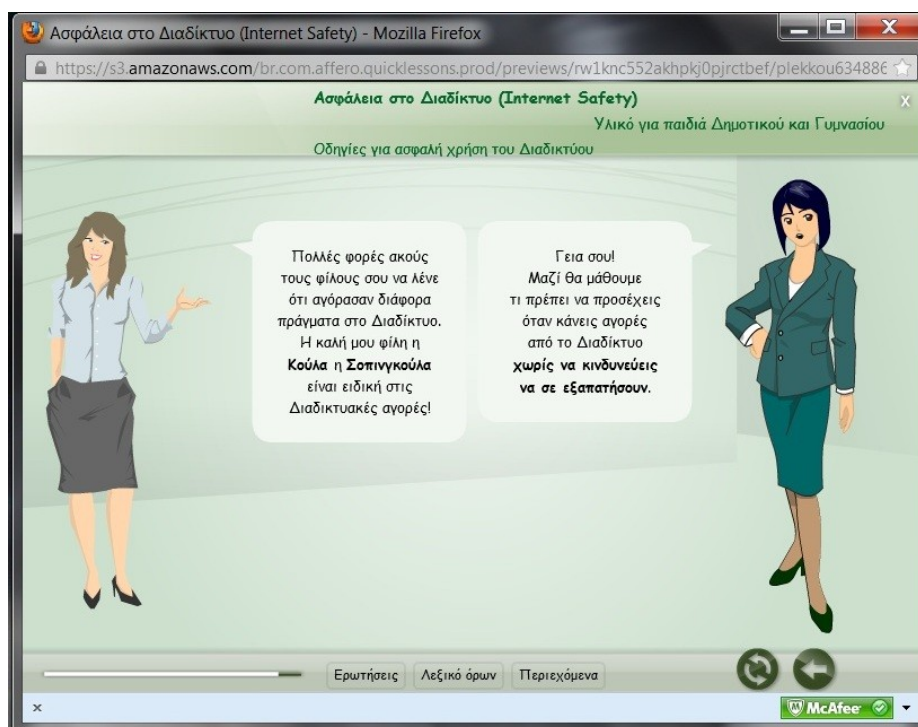 Ασφάλεια στο Διαδίκτυο (Internet Safety) - Mozilla Firefox
https://s3.amazonaws.com/br.com.affero.quicklessons.prod/previews/rw1knc552akhpkj0pjrctbef/plekkou634886
Ασφάλεια στο Διαδίκτυο (Internet Safety)
Υλικό για παιδιά Δημοτικού και Γυμνασίου
Οδηγίες για ασφαλή χρήση του Διαδικτύου
Πολλές φορές ακούς
τους φίλους σου να λένε
ότι αγόρασαν διάφορα
πράγματα στο Διαδίκτυο.
Η καλή μου φίλη η
Κούλα η Σοπινγκούλα
είναι ειδική στις
Διαδικτυακές αγορές!
Γεια σου!
Μαζί θα μάθουμε
τι πρέπει να προσέχεις
όταν κάνεις αγορές
από το Διαδίκτυο
χωρίς να κινδυνεύεις
να σε εξαπατήσουν.
Ερωτήσεις
Λεξικό όρων
Περιεχόμενα
McAfee